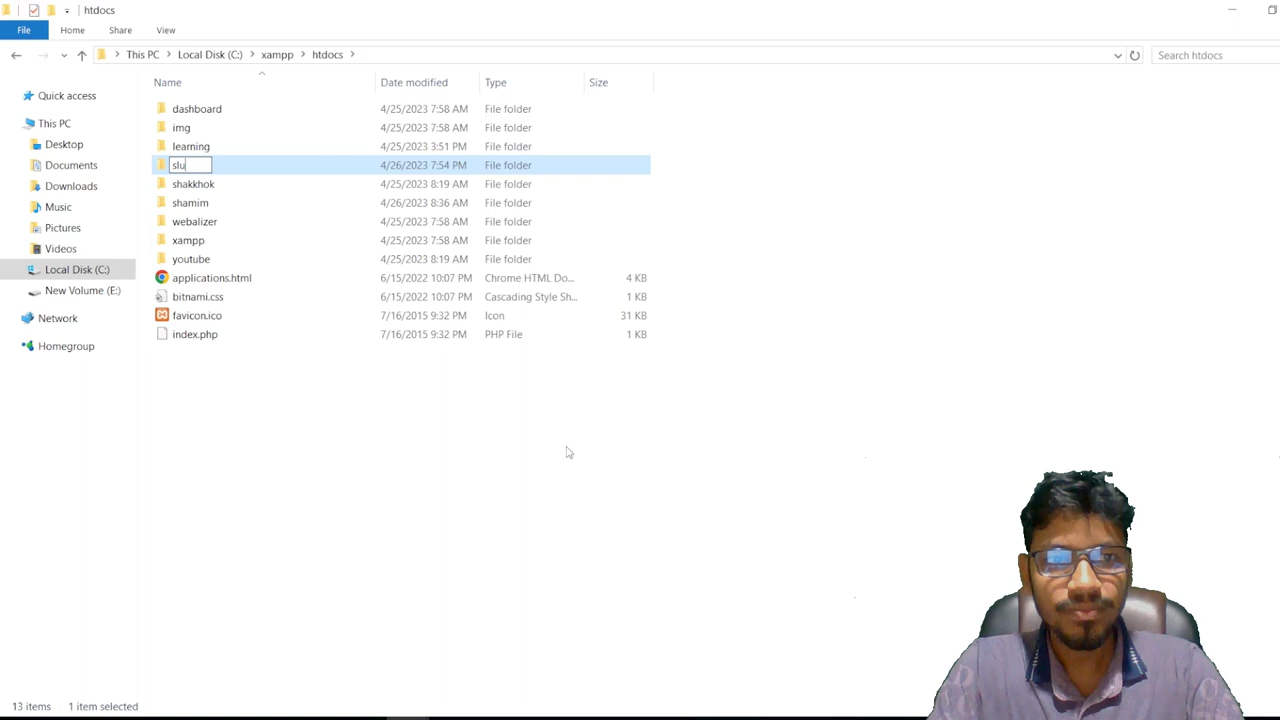 htdocs
File Home Share View
This PC Local Disk (C:) xampp htdocs Search htdocs
Name Date modified Type Size
Quick access
This PC
Desktop
Documents
Downloads
Music
Pictures
Videos
Local Disk (C:)
New Volume (E:)
Network
Homegroup
dashboard 4/25/2023 7:58 AM File folder
img 4/25/2023 7:58 AM File folder
learning 4/25/2023 3:51 PM File folder
slu 4/26/2023 7:54 PM File folder
shakkhok 4/25/2023 8:19 AM File folder
shamim 4/26/2023 8:36 AM File folder
webalizer 4/25/2023 7:58 AM File folder
xampp 4/25/2023 7:58 AM File folder
youtube 4/25/2023 8:19 AM File folder
applications.html 6/15/2022 10:07 PM Chrome HTML Do... 4 KB
bitnami.css 6/15/2022 10:07 PM Cascading Style Sh... 1 KB
favicon.ico 7/16/2015 9:32 PM Icon 31 KB
index.php 7/16/2015 9:32 PM PHP File 1 KB
13 items 1 item selected